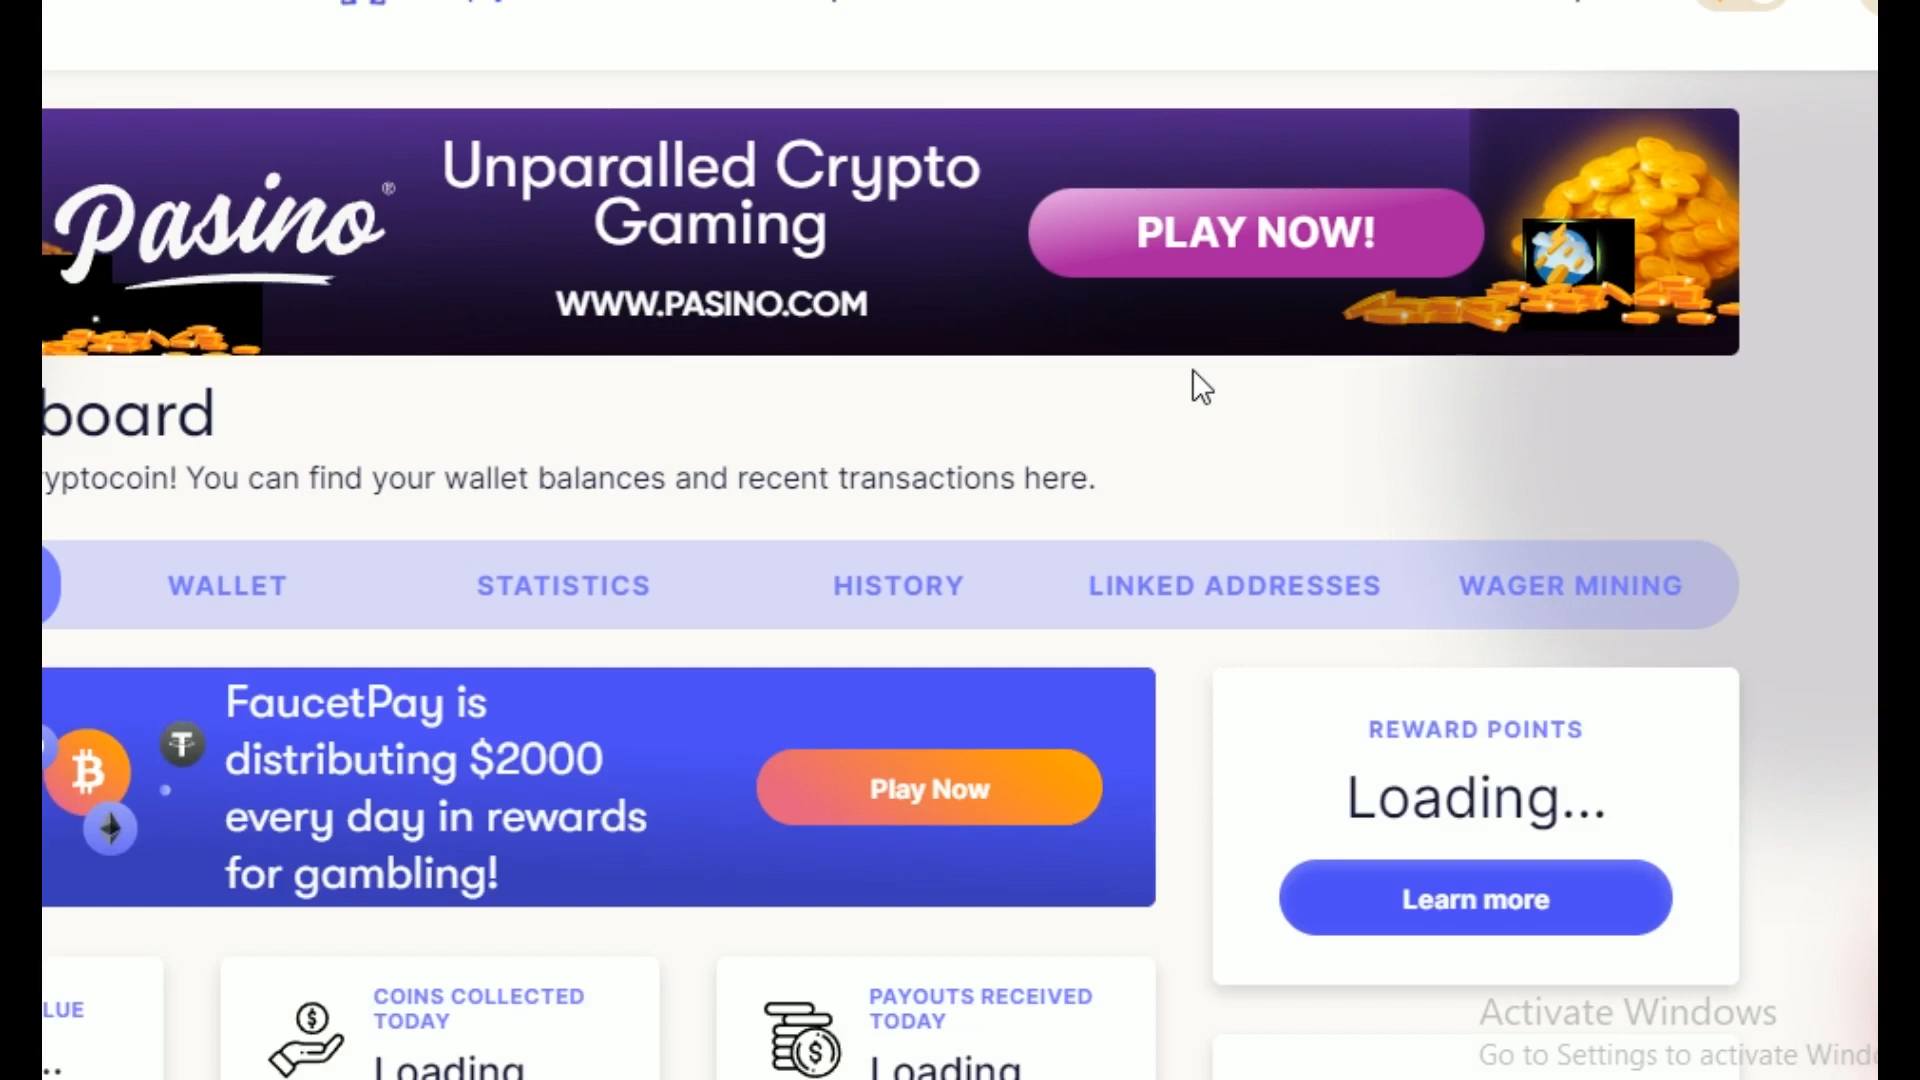 Pasino®
Unparalled Crypto
Gaming
WWW.PASINO.COM
PLAY NOW!
board
yptocoin! You can find your wallet balances and recent transactions here.
WALLET
STATISTICS
HISTORY
LINKED ADDRESSES
WAGER MINING
FaucetPay is
distributing $2000
every day in rewards
for gambling!
Play Now
REWARD POINTS
Loading...
Learn more
LUE
..
COINS COLLECTED
TODAY
Loading
PAYOUTS RECEIVED
TODAY
Loading
Activate Windows
Go to Settings to activate Wind